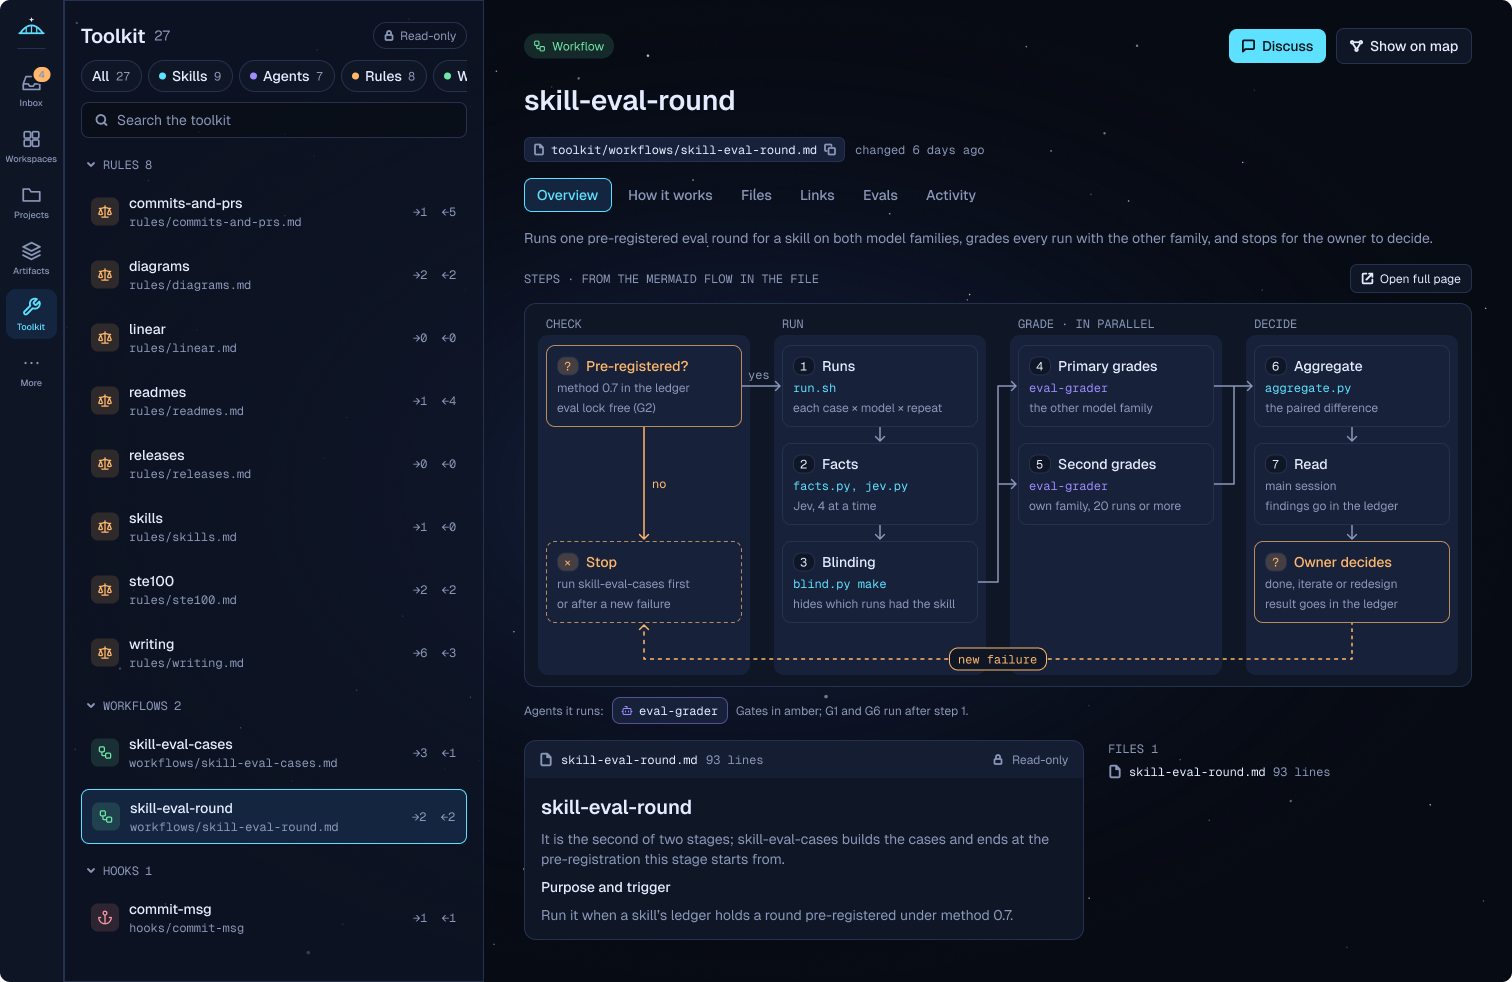 4
Inbox
Workspaces
Projects
Artifacts
Toolkit
More
Toolkit 27
Read-only
All 27
Skills 9
Agents 7
Rules 8
W
Search the toolkit
RULES 8
commits-and-prs
rules/commits-and-prs.md
→1 ←5
diagrams
rules/diagrams.md
→2 ←2
linear
rules/linear.md
→0 ←0
readmes
rules/readmes.md
→1 ←4
releases
rules/releases.md
→0 ←0
skills
rules/skills.md
→1 ←0
ste100
rules/ste100.md
→2 ←2
writing
rules/writing.md
→6 ←3
WORKFLOWS 2
skill-eval-cases
workflows/skill-eval-cases.md
→3 ←1
skill-eval-round
workflows/skill-eval-round.md
→2 ←2
HOOKS 1
commit-msg
hooks/commit-msg
→1 ←1
Workflow
Discuss
Show on map
skill-eval-round
toolkit/workflows/skill-eval-round.md
changed 6 days ago
Overview
How it works
Files
Links
Evals
Activity
Runs one pre-registered eval round for a skill on both model families, grades every run with the other family, and stops for the owner to decide.
STEPS · FROM THE MERMAID FLOW IN THE FILE
Open full page
CHECK
? Pre-registered?
method 0.7 in the ledger
eval lock free (G2)
yes
no
× Stop
run skill-eval-cases first
or after a new failure
RUN
1 Runs
run.sh
each case × model × repeat
2 Facts
facts.py, jev.py
Jev, 4 at a time
3 Blinding
blind.py make
hides which runs had the skill
GRADE · IN PARALLEL
4 Primary grades
eval-grader
the other model family
5 Second grades
eval-grader
own family, 20 runs or more
DECIDE
6 Aggregate
aggregate.py
the paired difference
7 Read
main session
findings go in the ledger
? Owner decides
done, iterate or redesign
result goes in the ledger
new failure
Agents it runs:
eval-grader
Gates in amber; G1 and G6 run after step 1.
skill-eval-round.md 93 lines
Read-only
skill-eval-round
It is the second of two stages; skill-eval-cases builds the cases and ends at the
pre-registration this stage starts from.
Purpose and trigger
Run it when a skill's ledger holds a round pre-registered under method 0.7.
FILES 1
skill-eval-round.md 93 lines